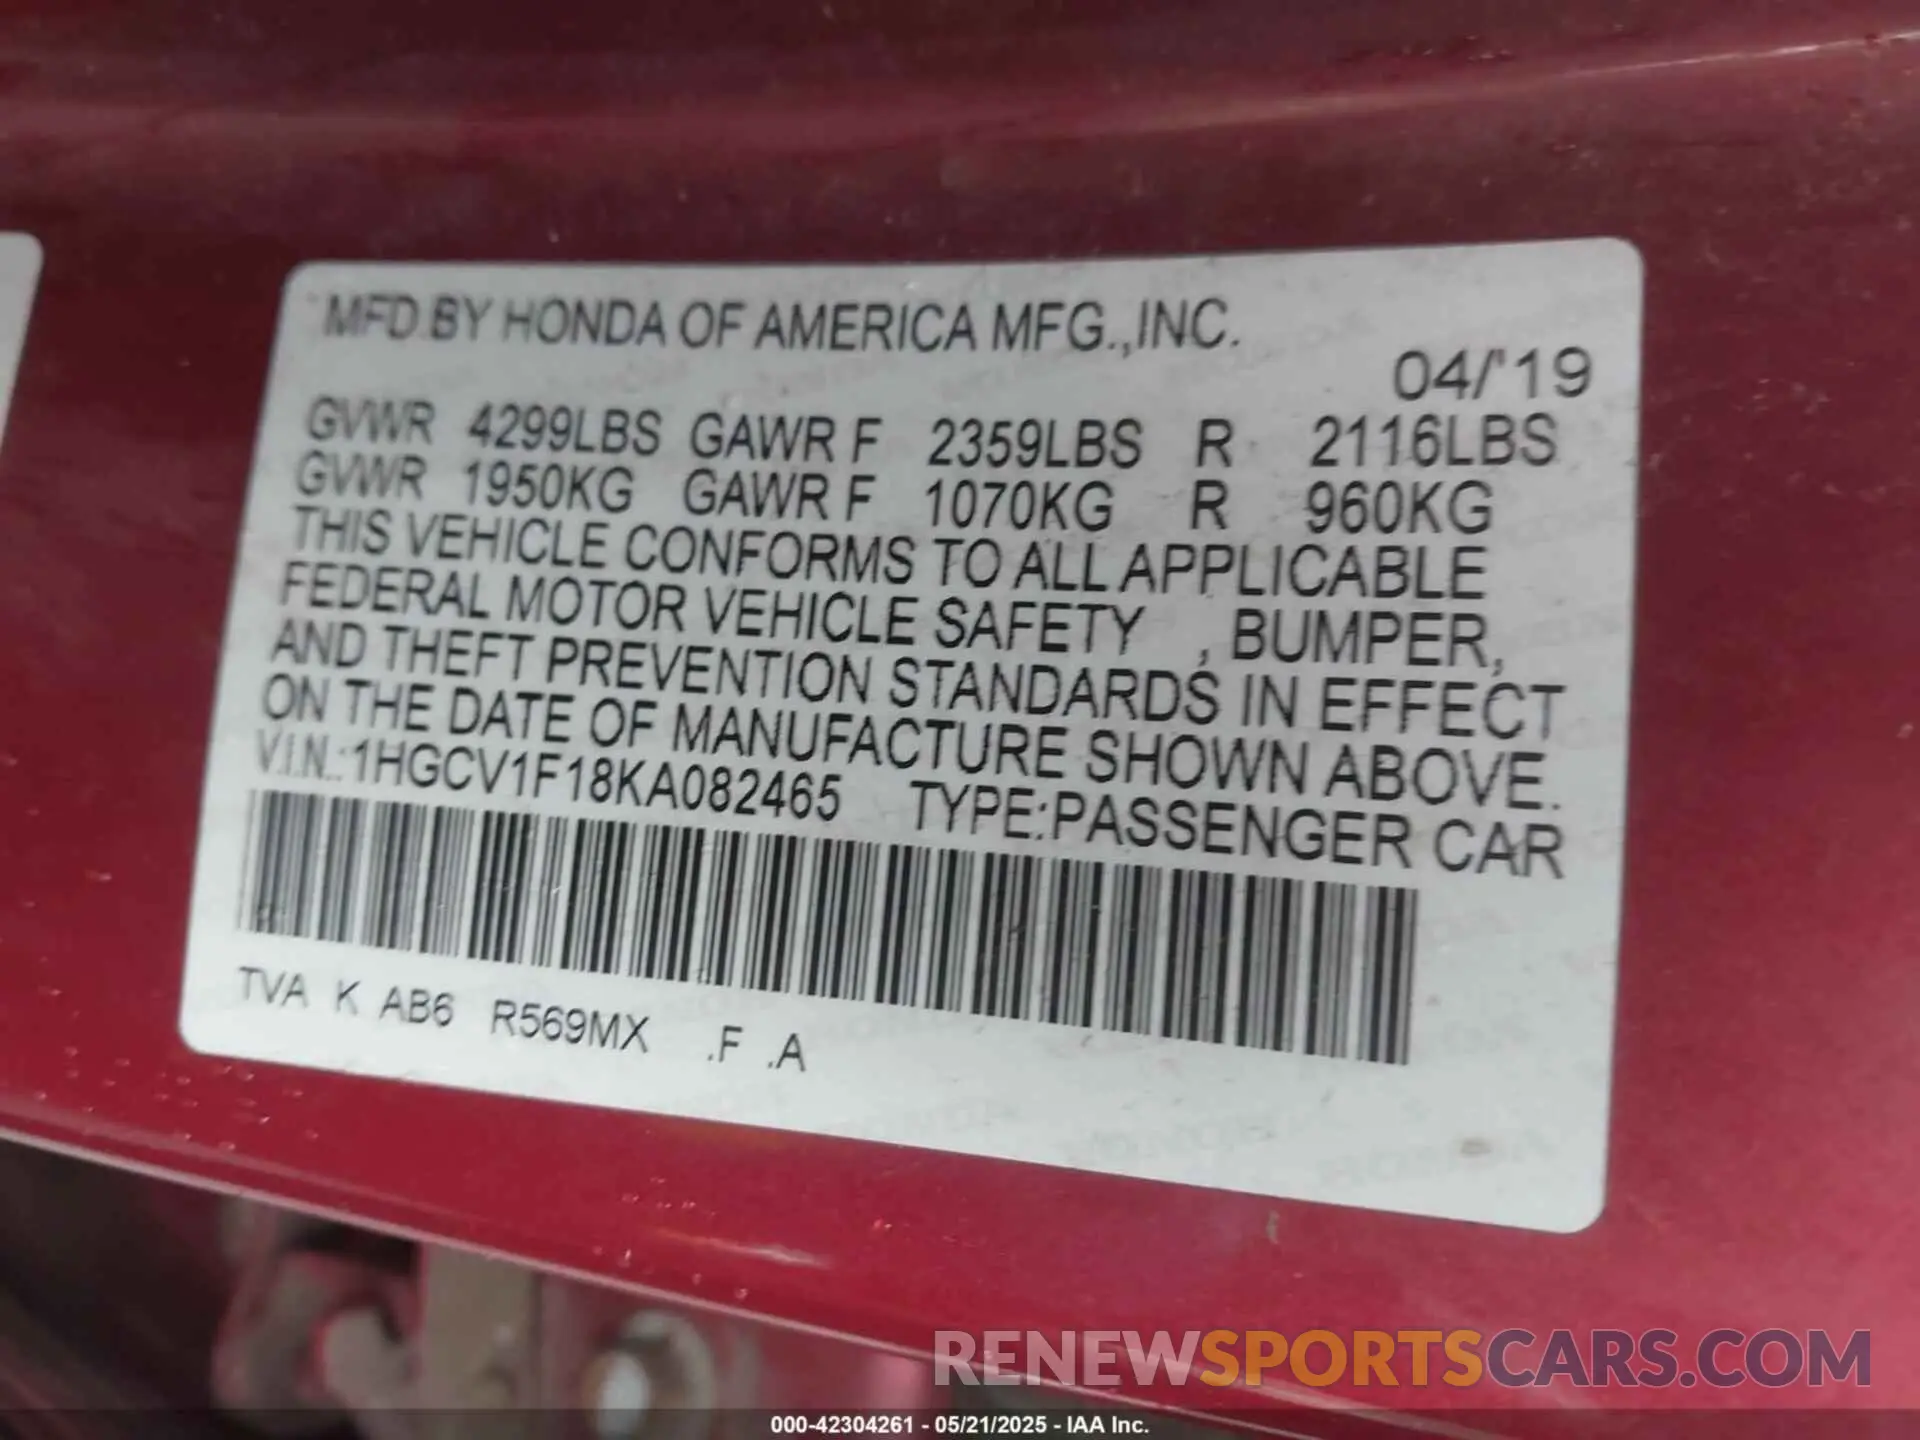 MFD.BY HONDA OF AMERICA MFG.,INC.
04/'19
GVWR 4299LBS GAWR F 2359LBS R 2116LBS
GVWR 1950KG GAWR F 1070KG R 960KG
THIS VEHICLE CONFORMS TO ALL APPLICABLE
FEDERAL MOTOR VEHICLE SAFETY , BUMPER,
AND THEFT PREVENTION STANDARDS IN EFFECT
ON THE DATE OF MANUFACTURE SHOWN ABOVE.
V.I.N.:1HGCV1F18KA082465 TYPE:PASSENGER CAR
TVA K AB6 R569MX .F .A
RENEWSPORTSCARS.COM
000-42304261 - 05/21/2025 - IAA Inc.